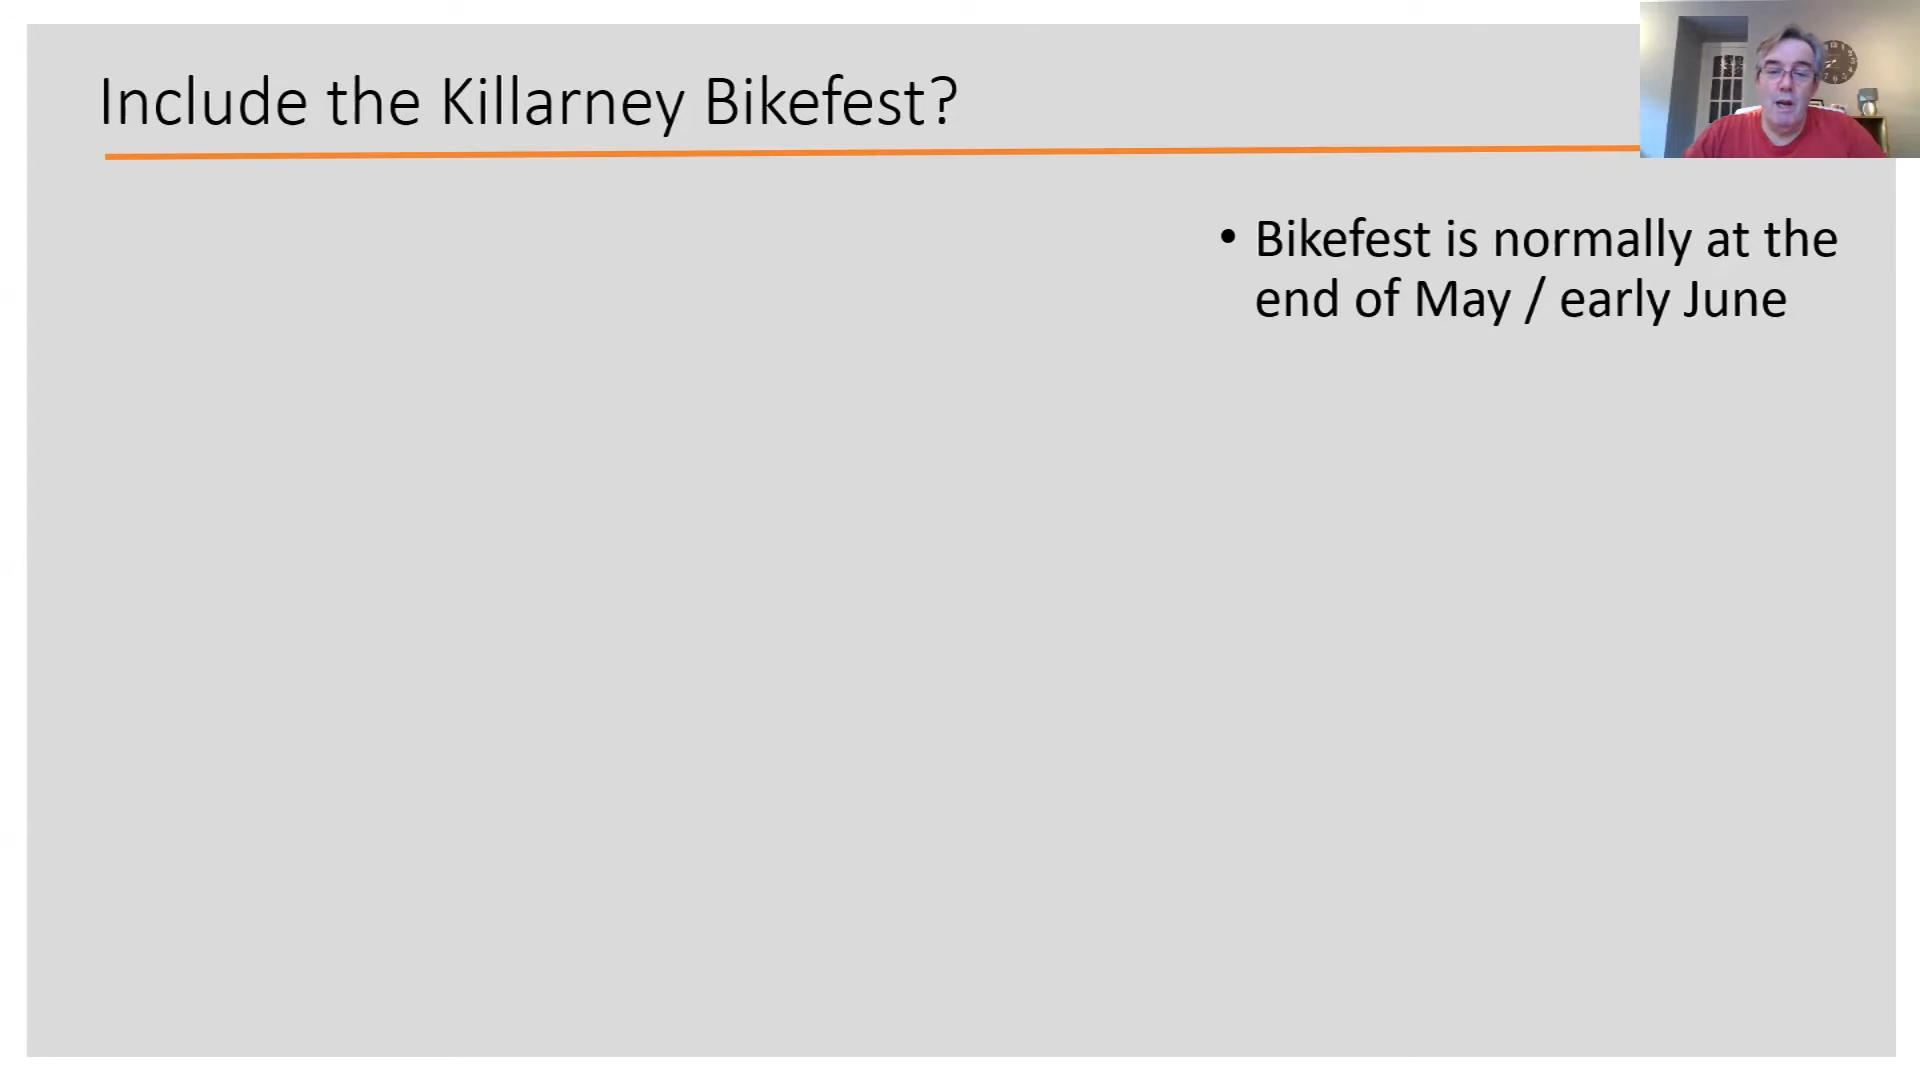 Include the Killarney Bikefest?
• Bikefest is normally at the
end of May / early June